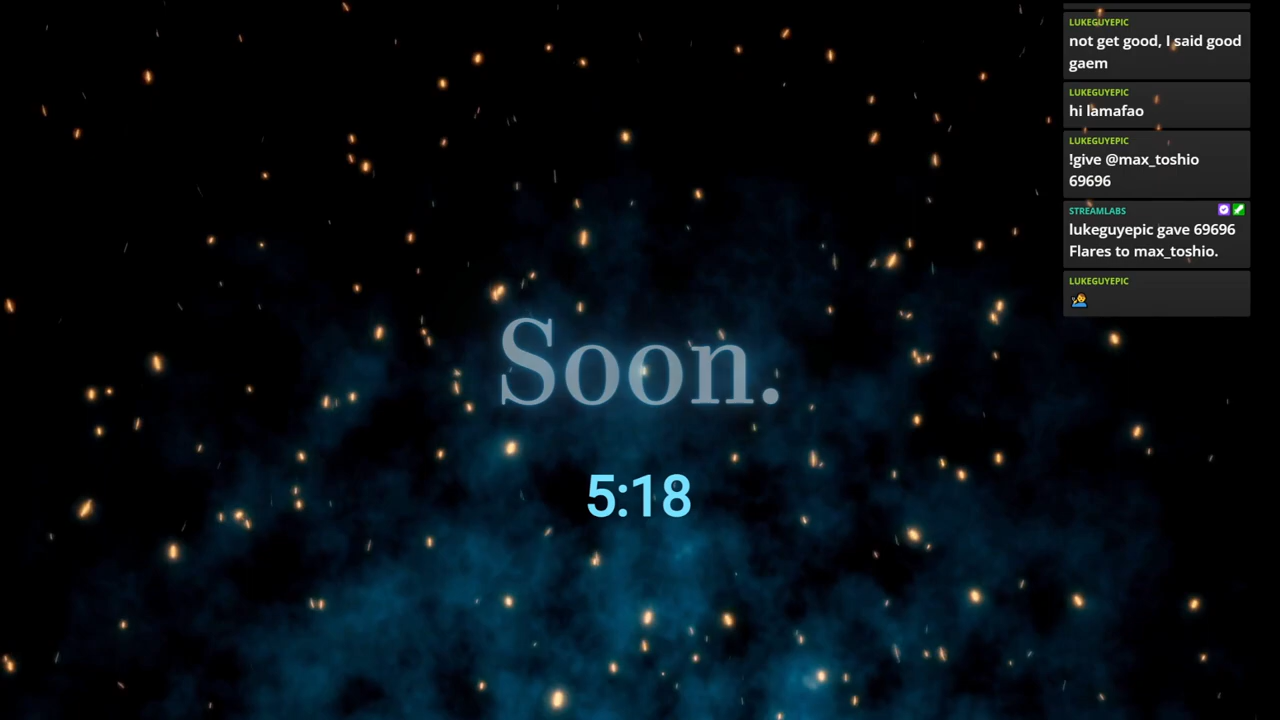 LUKEGUYEPIC
not get good, I said good
gaem
LUKEGUYEPIC
hi lamafao
LUKEGUYEPIC
!give @max_toshio
69696
STREAMLABS
lukeguyepic gave 69696
Flares to max_toshio.
LUKEGUYEPIC
Soon.
5:18